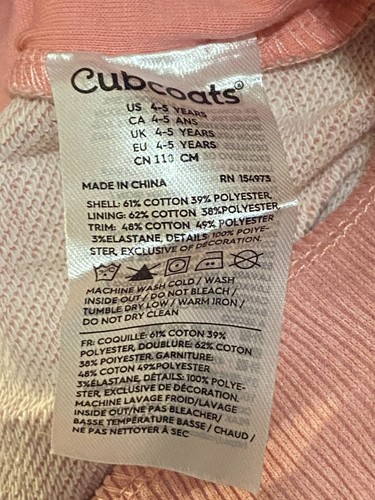 Cubcoats®
US 4-5 YEARS
CA 4-5 ANS
UK 4-5 YEARS
EU 4-5 YEARS
CN 110 CM
MADE IN CHINA RN 154973
SHELL: 61% COTTON 39% POLYESTER,
LINING: 62% COTTON 38%POLYESTER
TRIM: 48% COTTON 49% POLYESTER
3%ELASTANE, DETAILS: 100% POLYE-
STER, EXCLUSIVE OF DECORATION.
MACHINE WASH COLD / WASH
INSIDE OUT / DO NOT BLEACH /
TUMBLE DRY LOW / WARM IRON /
DO NOT DRY CLEAN
FR: COQUILLE: 61% COTON 39%
POLYESTER, DOUBLURE: 62% COTON
38% POLYESTER. GARNITURE:
48% COTON 49%POLYESTER
3%ÉLASTANE, DÉTAILS: 100% POLYE-
STER, EXCLUSIVE DE DÉCORATION.
MACHINE LAVAGE FROID/LAVAGE
INSIDE OUT/NE PAS BLEACHER/
BASSE TEMPÉRATURE BASSE / CHAUD /
NE PAS NETTOYER À SEC